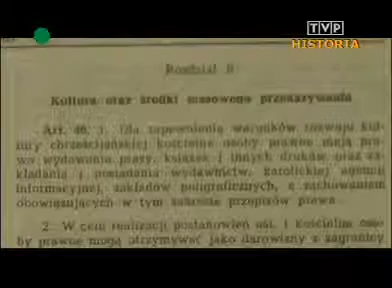 TVP
HISTORIA
Rozdział 8
Kultura oraz środki masowego przekazywania
Art. 46. 1. Dla zapewnienia warunków rozwoju kul-
tury chrześcijańskiej kościelne osoby prawne mają pra-
wo wydawania prasy, książek i innych druków oraz za-
kładania i posiadania wydawnictw, katolickiej agencji
informacyjnej, zakładów poligraficznych, z zachowaniem
obowiązujących w tym zakresie przepisów prawa.
2. W celu realizacji postanowień ust. 1 kościelne oso-
by prawne mogą otrzymywać jako darowizny z zagranicy